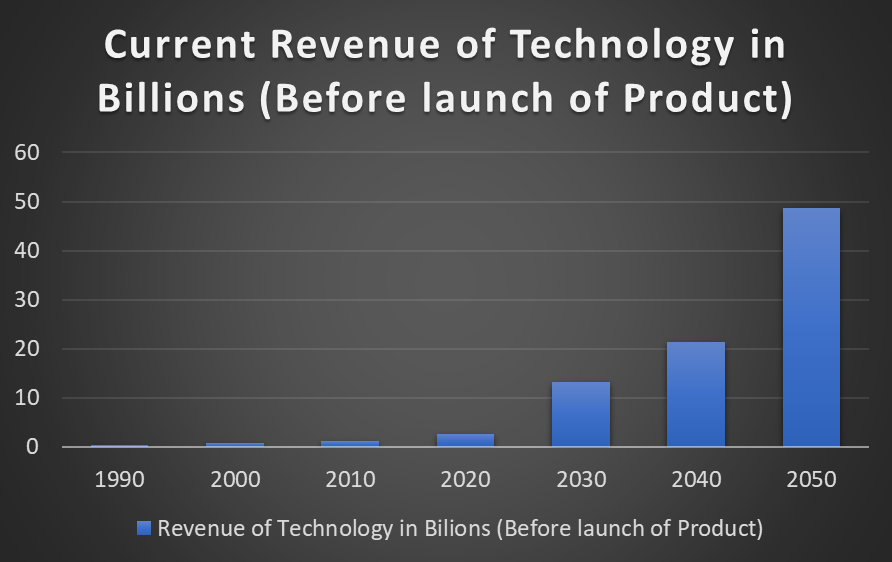 Current Revenue of Technology in
Billions (Before launch of Product)
60
50
40
30
20
10
0
1990 2000 2010 2020 2030 2040 2050
Revenue of Technology in Bilions (Before launch of Product)